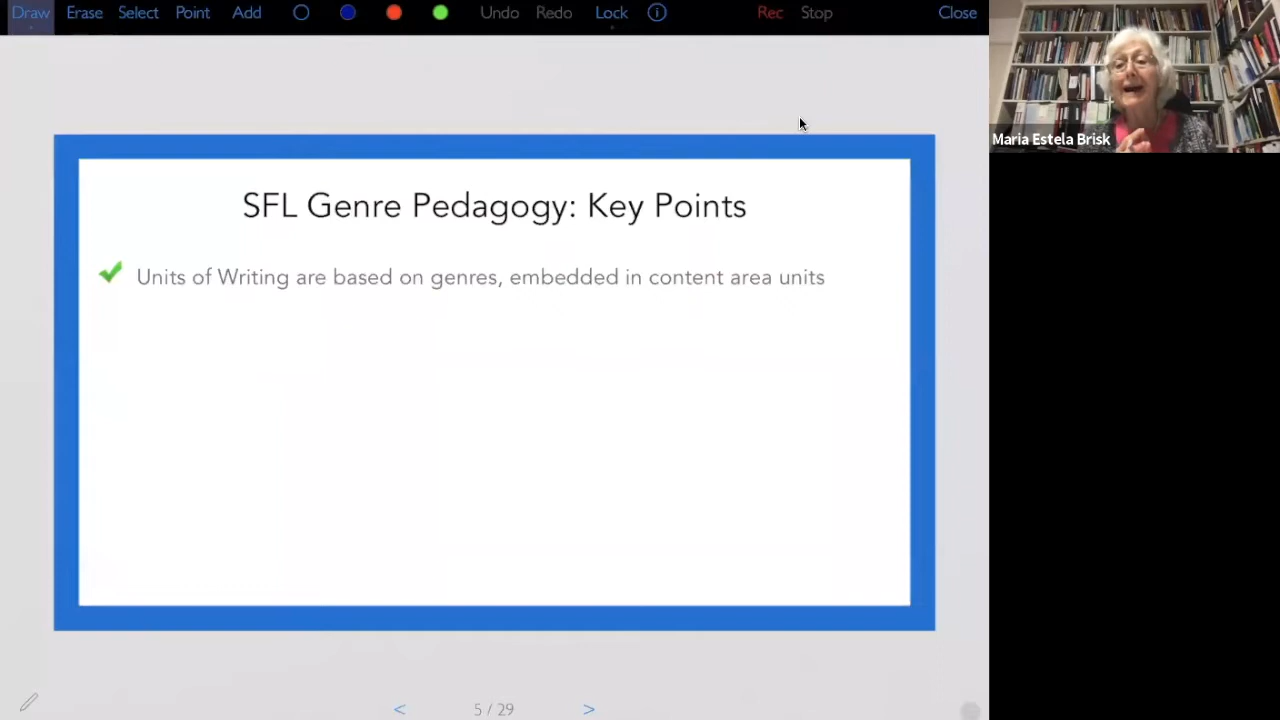 Draw Erase Select Point Add Undo Redo Lock i Rec Stop Close
Maria Estela Brisk
SFL Genre Pedagogy: Key Points
Units of Writing are based on genres, embedded in content area units
< 5 / 29 >